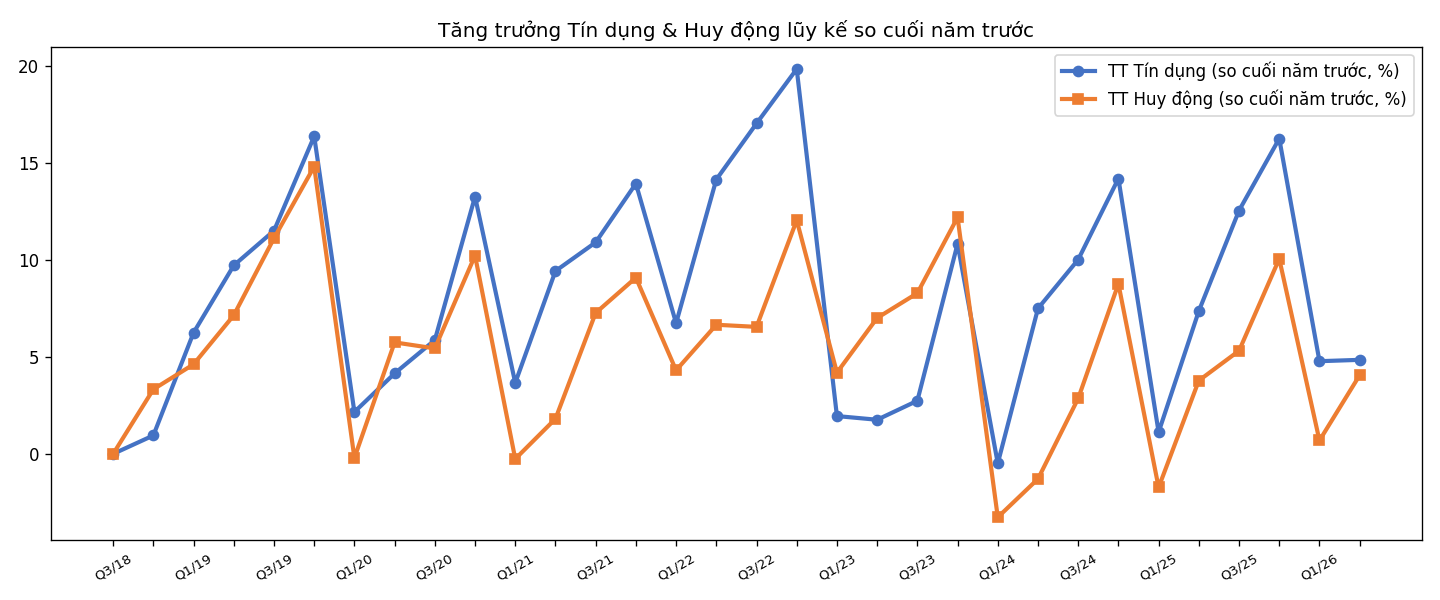 Tăng trưởng Tín dụng & Huy động lũy kế so cuối năm trước
TT Tín dụng (so cuối năm trước, %)
TT Huy động (so cuối năm trước, %)
20
15
10
5
0
Q3/18 Q1/19 Q3/19 Q1/20 Q3/20 Q1/21 Q3/21 Q1/22 Q3/22 Q1/23 Q3/23 Q1/24 Q3/24 Q1/25 Q3/25 Q1/26